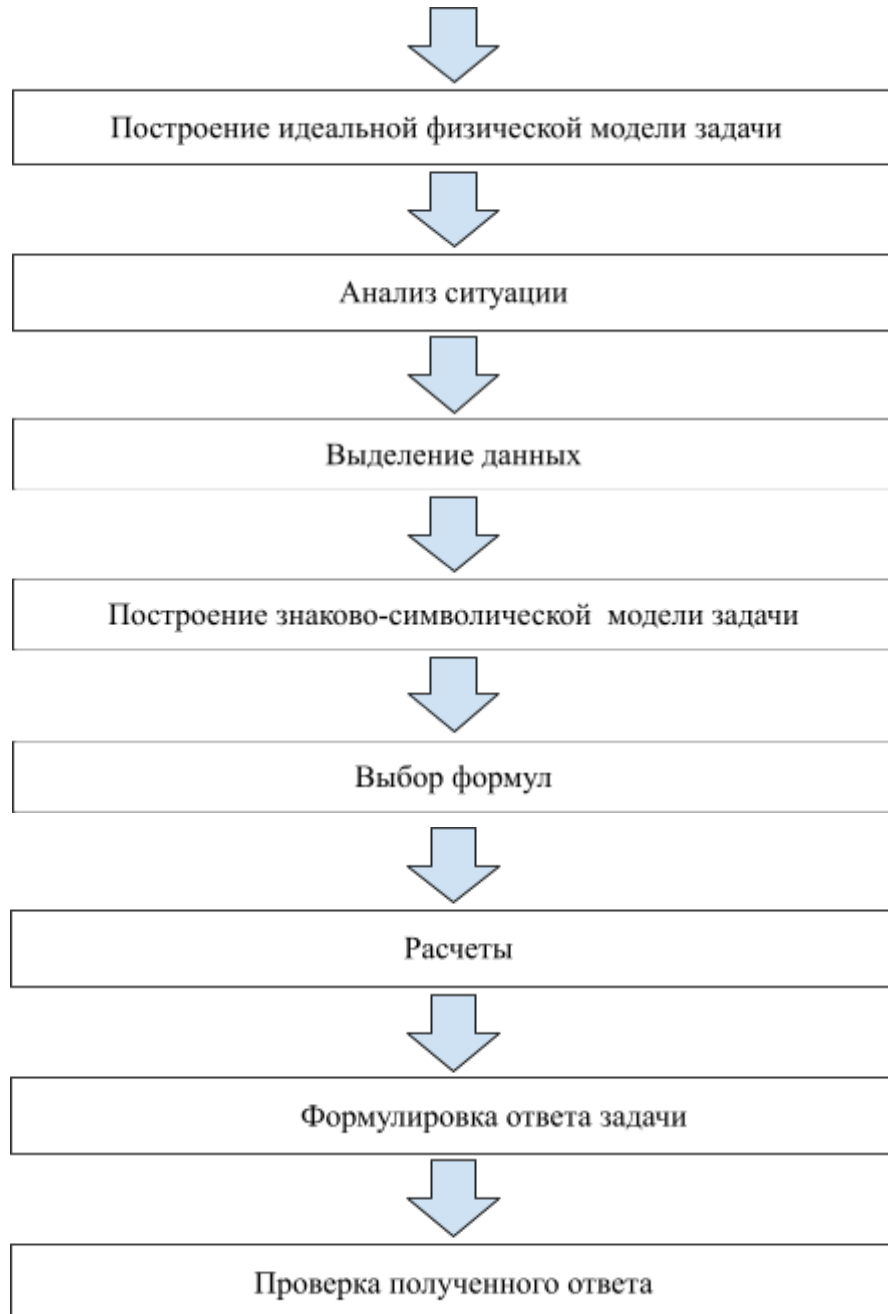 Построение идеальной физической модели задачи
Анализ ситуации
Выделение данных
Построение знаково-символической модели задачи
Выбор формул
Расчеты
Формулировка ответа задачи
Проверка полученного ответа